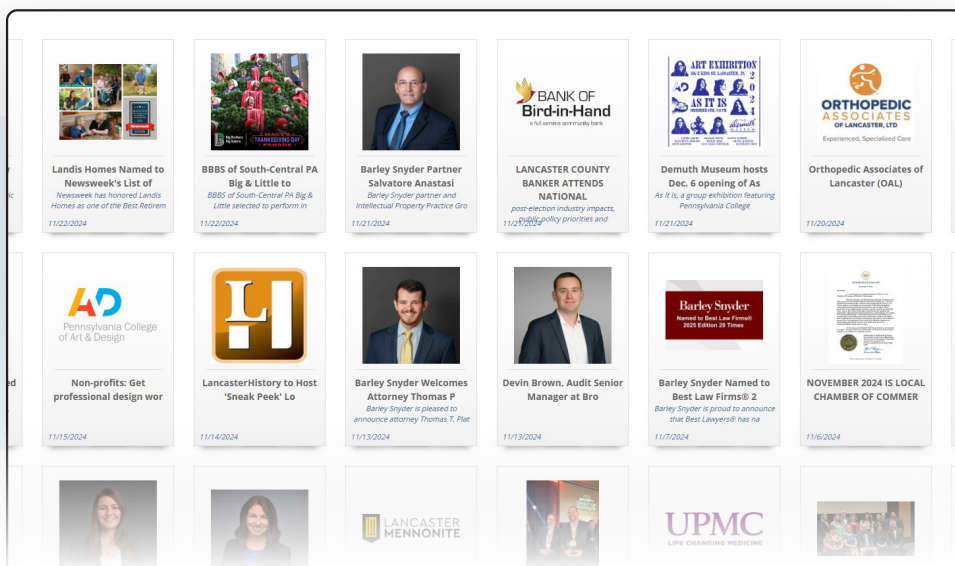 BANK OF
Bird-in-Hand
a full service community bank
ART EXHIBITION
AS IT IS
2024
ORTHOPEDIC
ASSOCIATES
OF LANCASTER, LTD
Experienced, Specialized Care
THANKSGIVING DAY
PARADE
Landis Homes Named to
Newsweek's List of
Newsweek has honored Landis
Homes as one of the Best Retirem
11/22/2024
BBBS of South-Central PA
Big & Little to
BBBS of South-Central PA Big &
Little selected to perform in
11/22/2024
Barley Snyder Partner
Salvatore Anastasi
Barley Snyder partner and
Intellectual Property Practice Gro
11/21/2024
LANCASTER COUNTY
BANKER ATTENDS
NATIONAL
post-election industry impacts,
public policy priorities and
11/21/2024
Demuth Museum hosts
Dec. 6 opening of As
As It Is, a group exhibition featuring
Pennsylvania College
11/21/2024
Orthopedic Associates of
Lancaster (OAL)
11/20/2024
ic
ed
Pennsylvania College
of Art & Design
Non-profits: Get
professional design wor
11/15/2024
LancasterHistory to Host
'Sneak Peek' Lo
11/14/2024
Barley Snyder Welcomes
Attorney Thomas P
Barley Snyder is pleased to
announce attorney Thomas T. Plat
11/13/2024
Devin Brown, Audit Senior
Manager at Bro
11/13/2024
Barley Snyder
Named to Best Law Firms®
2025 Edition 28 Times
Barley Snyder Named to
Best Law Firms® 2
Barley Snyder is proud to announce
that Best Lawyers® has na
11/7/2024
NOVEMBER 2024 IS LOCAL
CHAMBER OF COMMER
11/6/2024
LANCASTER
MENNONITE
UPMC
LIFE CHANGING MEDICINE